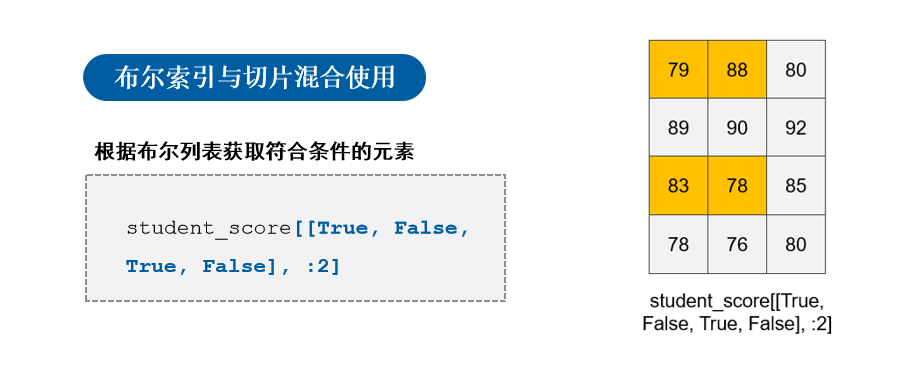 布尔索引与切片混合使用
根据布尔列表获取符合条件的元素
student_score[[True, False,
True, False], :2]
79 88 80
89 90 92
83 78 85
78 76 80
student_score[[True,
False, True, False], :2]